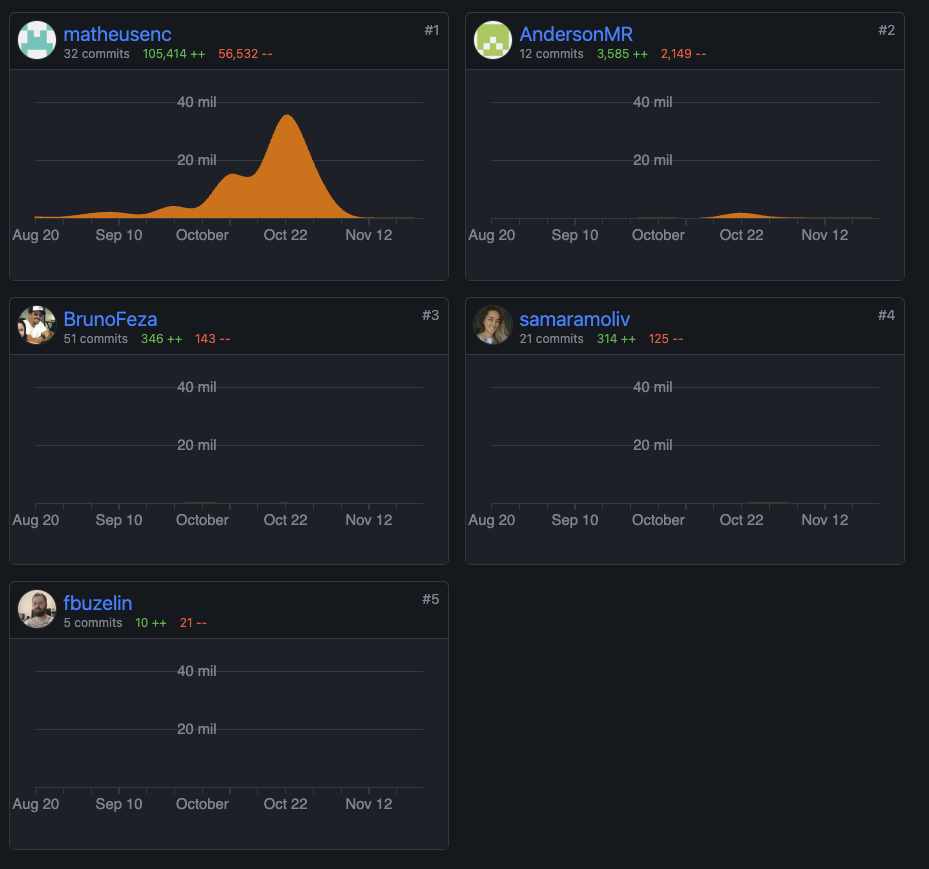 matheusenc #1
32 commits 105,414 ++ 56,532 --
40 mil
20 mil
Aug 20 Sep 10 October Oct 22 Nov 12
AndersonMR #2
12 commits 3,585 ++ 2,149 --
40 mil
20 mil
Aug 20 Sep 10 October Oct 22 Nov 12
BrunoFeza #3
51 commits 346 ++ 143 --
40 mil
20 mil
Aug 20 Sep 10 October Oct 22 Nov 12
samaramoliv #4
21 commits 314 ++ 125 --
40 mil
20 mil
Aug 20 Sep 10 October Oct 22 Nov 12
fbuzelin #5
5 commits 10 ++ 21 --
40 mil
20 mil
Aug 20 Sep 10 October Oct 22 Nov 12